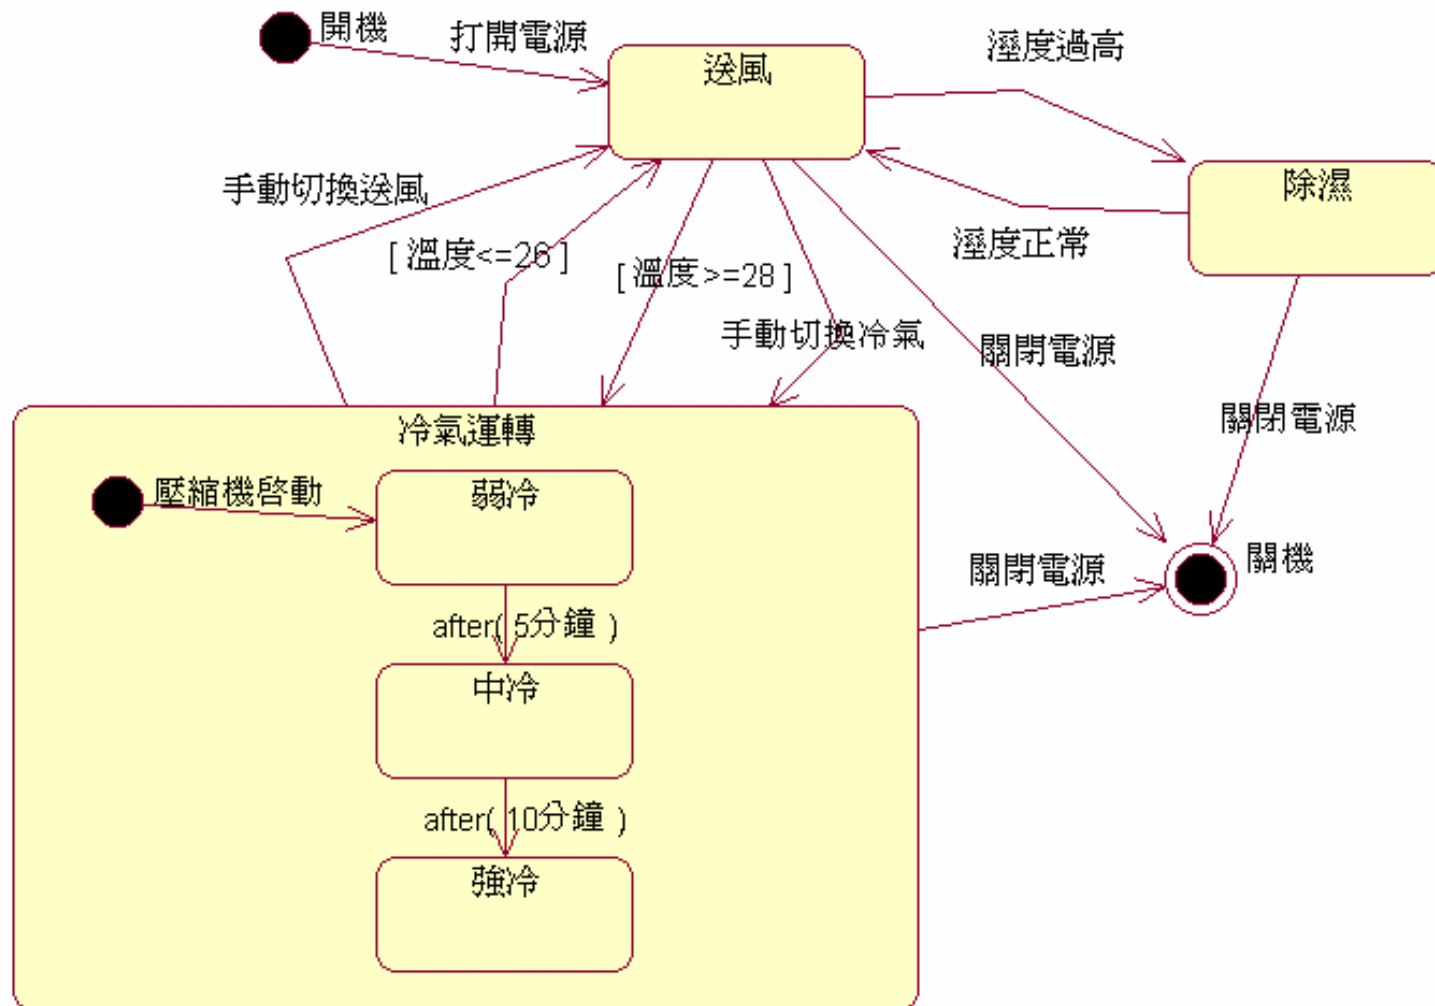 開機
打開電源
送風
溼度過高
手動切換送風
除濕
[ 溫度<=26 ]
[ 溫度>=28 ]
溼度正常
手動切換冷氣
關閉電源
冷氣運轉
關閉電源
壓縮機啓動
弱冷
關閉電源
關機
after( 5分鐘 )
中冷
after( 10分鐘 )
強冷